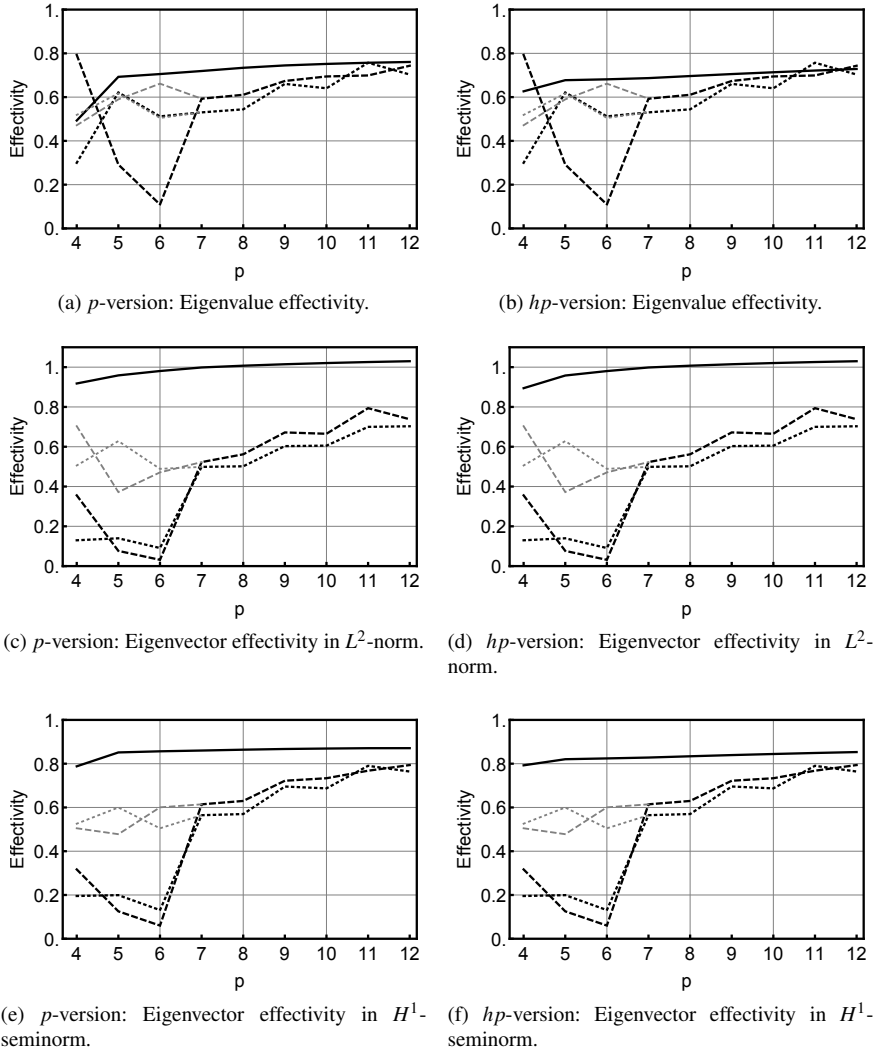 1.
0.8
0.6
0.4
0.2
0.
Effectivity
4 5 6 7 8 9 10 11 12
p
(a) p-version: Eigenvalue effectivity.
1.
0.8
0.6
0.4
0.2
0.
Effectivity
4 5 6 7 8 9 10 11 12
p
(b) hp-version: Eigenvalue effectivity.
1.
0.8
0.6
0.4
0.2
0.
Effectivity
4 5 6 7 8 9 10 11 12
p
(c) p-version: Eigenvector effectivity in L²-norm.
1.
0.8
0.6
0.4
0.2
0.
Effectivity
4 5 6 7 8 9 10 11 12
p
(d) hp-version: Eigenvector effectivity in L²-
norm.
1.
0.8
0.6
0.4
0.2
0.
Effectivity
4 5 6 7 8 9 10 11 12
p
(e) p-version: Eigenvector effectivity in H¹-
seminorm.
1.
0.8
0.6
0.4
0.2
0.
Effectivity
4 5 6 7 8 9 10 11 12
p
(f) hp-version: Eigenvector effectivity in H¹-
seminorm.